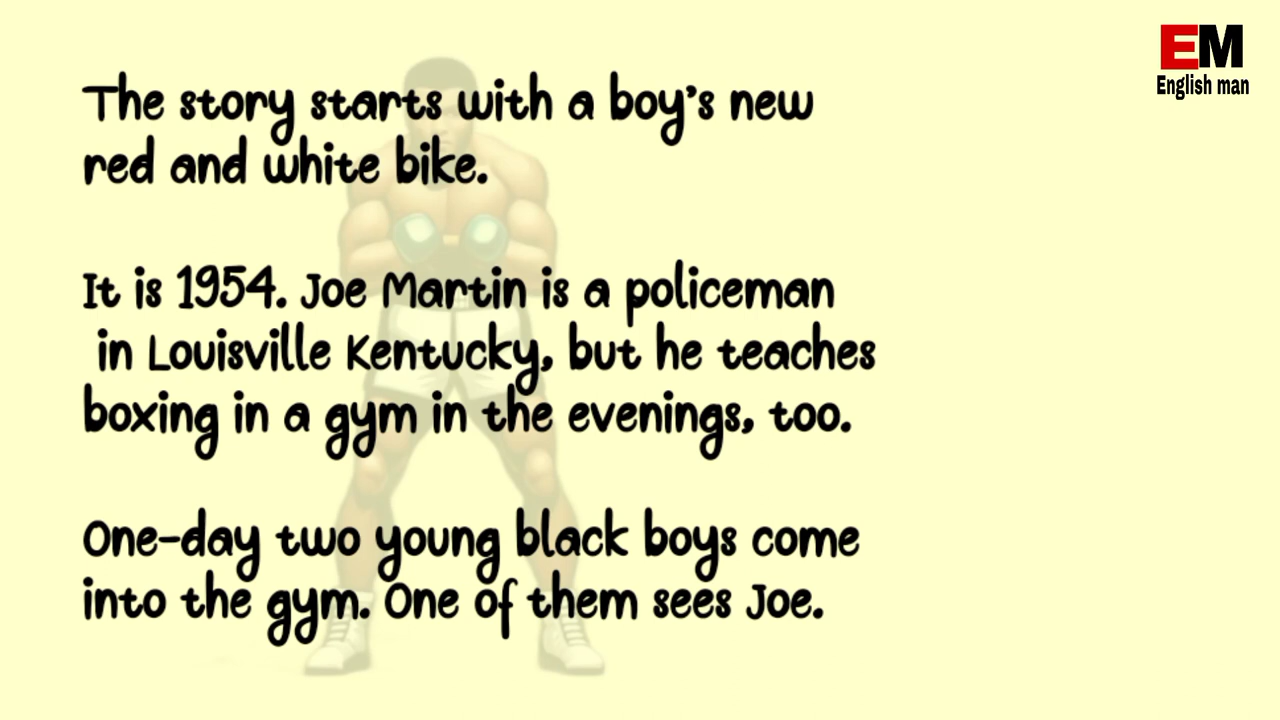 EM
English man
The story starts with a boy's new
red and white bike.
It is 1954. Joe Martin is a policeman
in Louisville Kentucky, but he teaches
boxing in a gym in the evenings, too.
One-day two young black boys come
into the gym. One of them sees Joe.